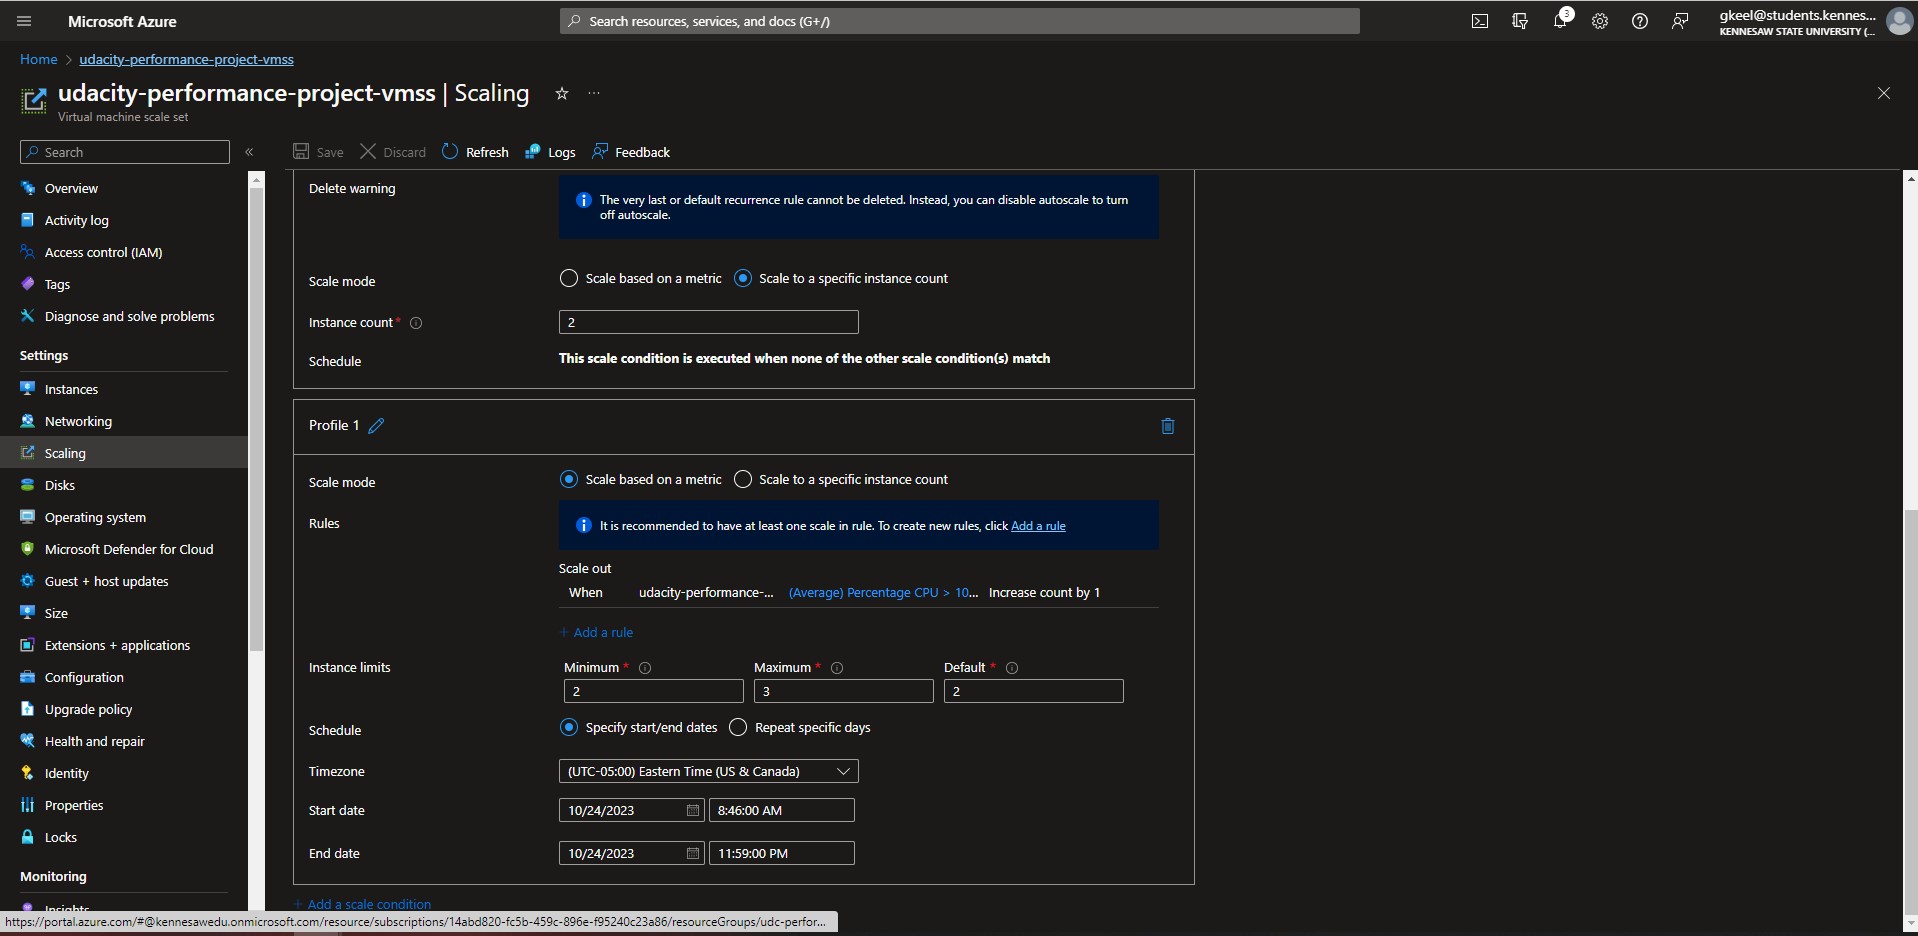 Microsoft Azure
Search resources, services, and docs (G+/)
3
gkeel@students.kennes...
KENNESAW STATE UNIVERSITY (...
Home > udacity-performance-project-vmss
udacity-performance-project-vmss | Scaling
Virtual machine scale set
Search
Save
Discard
Refresh
Logs
Feedback
Overview
Activity log
Access control (IAM)
Tags
Diagnose and solve problems
Settings
Instances
Networking
Scaling
Disks
Operating system
Microsoft Defender for Cloud
Guest + host updates
Size
Extensions + applications
Configuration
Upgrade policy
Health and repair
Identity
Properties
Locks
Monitoring
Insights
Delete warning
The very last or default recurrence rule cannot be deleted. Instead, you can disable autoscale to turn
off autoscale.
Scale mode
Scale based on a metric
Scale to a specific instance count
Instance count*
2
Schedule
This scale condition is executed when none of the other scale condition(s) match
Profile 1
Scale mode
Scale based on a metric
Scale to a specific instance count
Rules
It is recommended to have at least one scale in rule. To create new rules, click Add a rule
Scale out
When udacity-performance-... (Average) Percentage CPU > 10... Increase count by 1
+ Add a rule
Instance limits
Minimum * Maximum * Default *
2 3 2
Schedule
Specify start/end dates
Repeat specific days
Timezone
(UTC-05:00) Eastern Time (US & Canada)
Start date
10/24/2023 8:46:00 AM
End date
10/24/2023 11:59:00 PM
+ Add a scale condition
https://portal.azure.com/#@kennesawedu.onmicrosoft.com/resource/subscriptions/14abd820-fc5b-459c-896e-f95240c23a86/resourceGroups/udc-perfor...